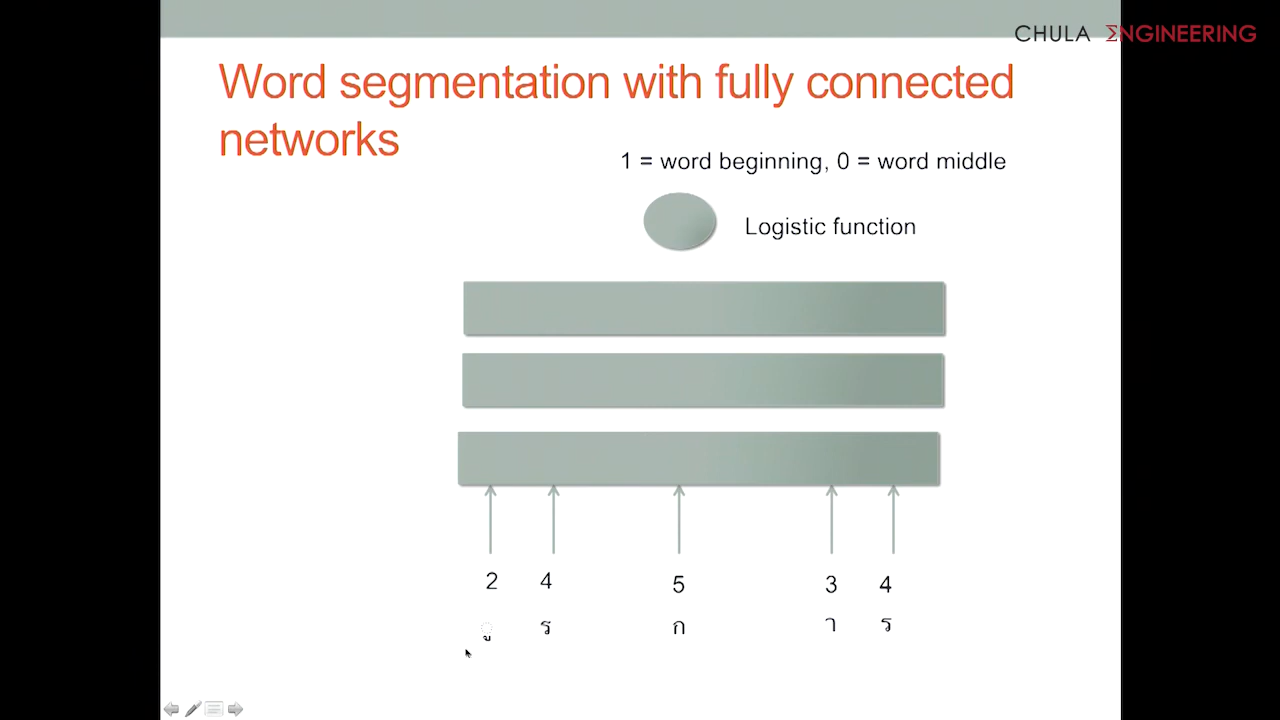 CHULA ΣNGINEERING
Word segmentation with fully connected
networks
1 = word beginning, 0 = word middle
Logistic function
2 4 5 3 4
ู ร ก า ร